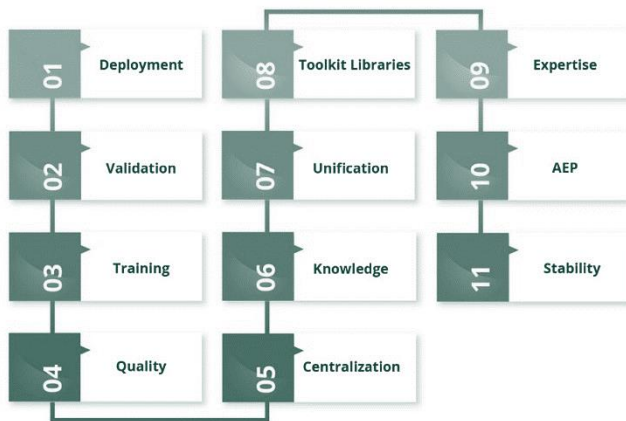 01
Deployment
02
Validation
03
Training
04
Quality
05
Centralization
06
Knowledge
07
Unification
08
Toolkit Libraries
09
Expertise
10
AEP
11
Stability